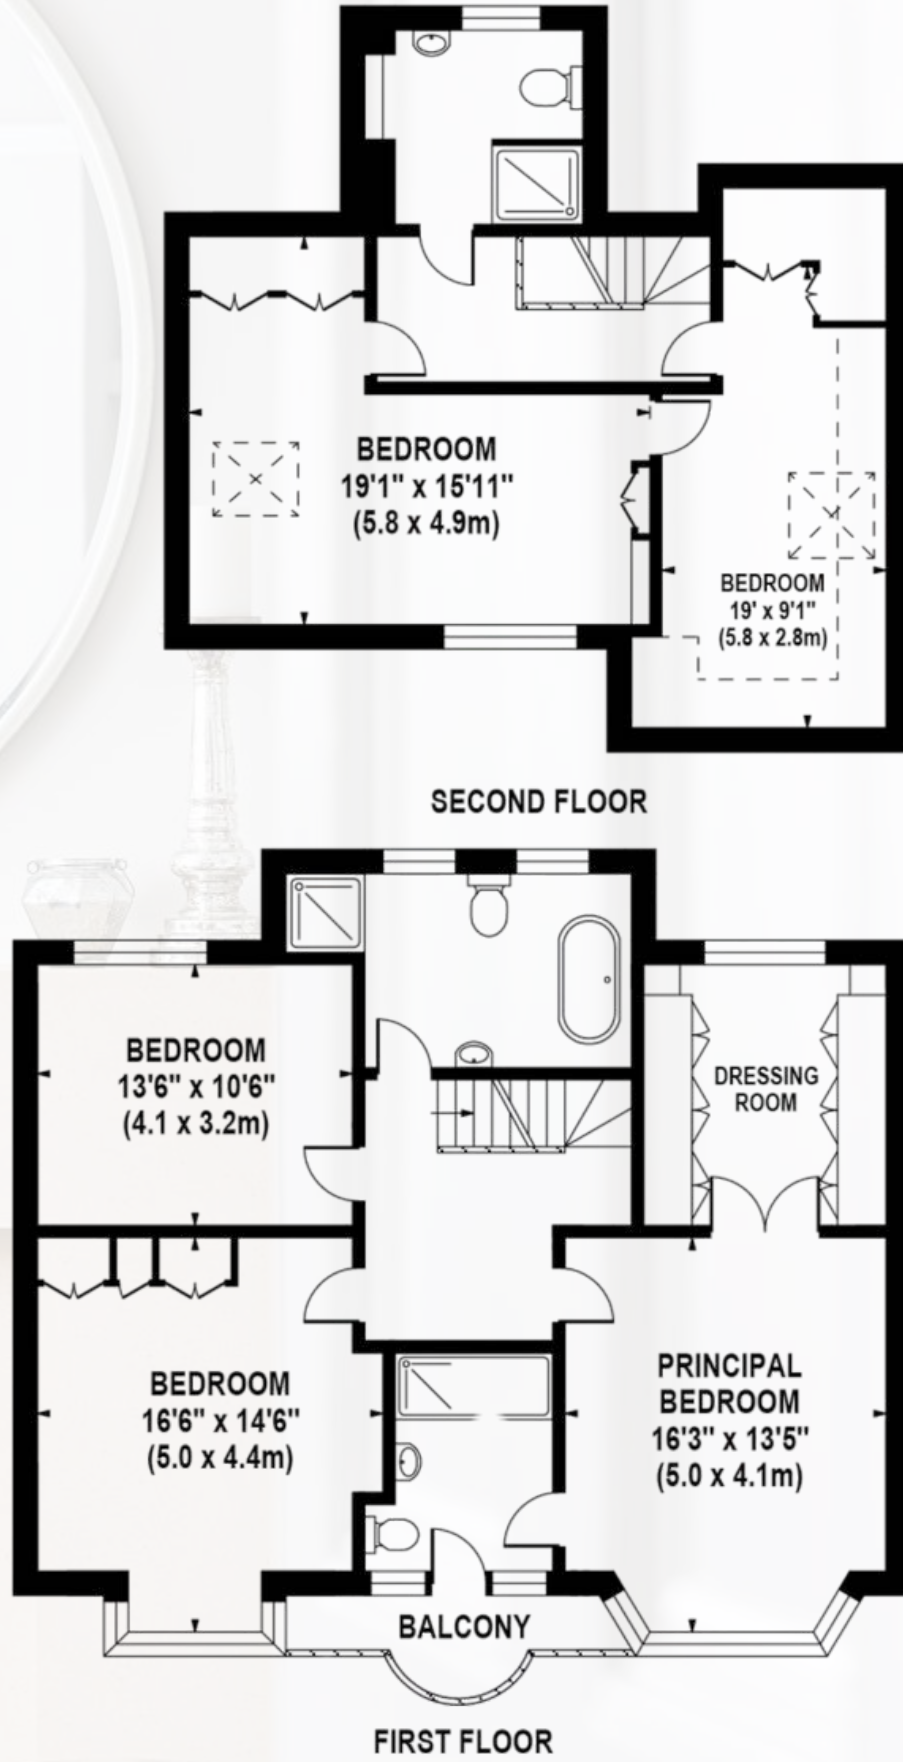 BEDROOM
19'1" x 15'11"
(5.8 x 4.9m)
BEDROOM
19' x 9'1"
(5.8 x 2.8m)
SECOND FLOOR
BEDROOM
13'6" x 10'6"
(4.1 x 3.2m)
DRESSING
ROOM
BEDROOM
16'6" x 14'6"
(5.0 x 4.4m)
PRINCIPAL
BEDROOM
16'3" x 13'5"
(5.0 x 4.1m)
BALCONY
FIRST FLOOR